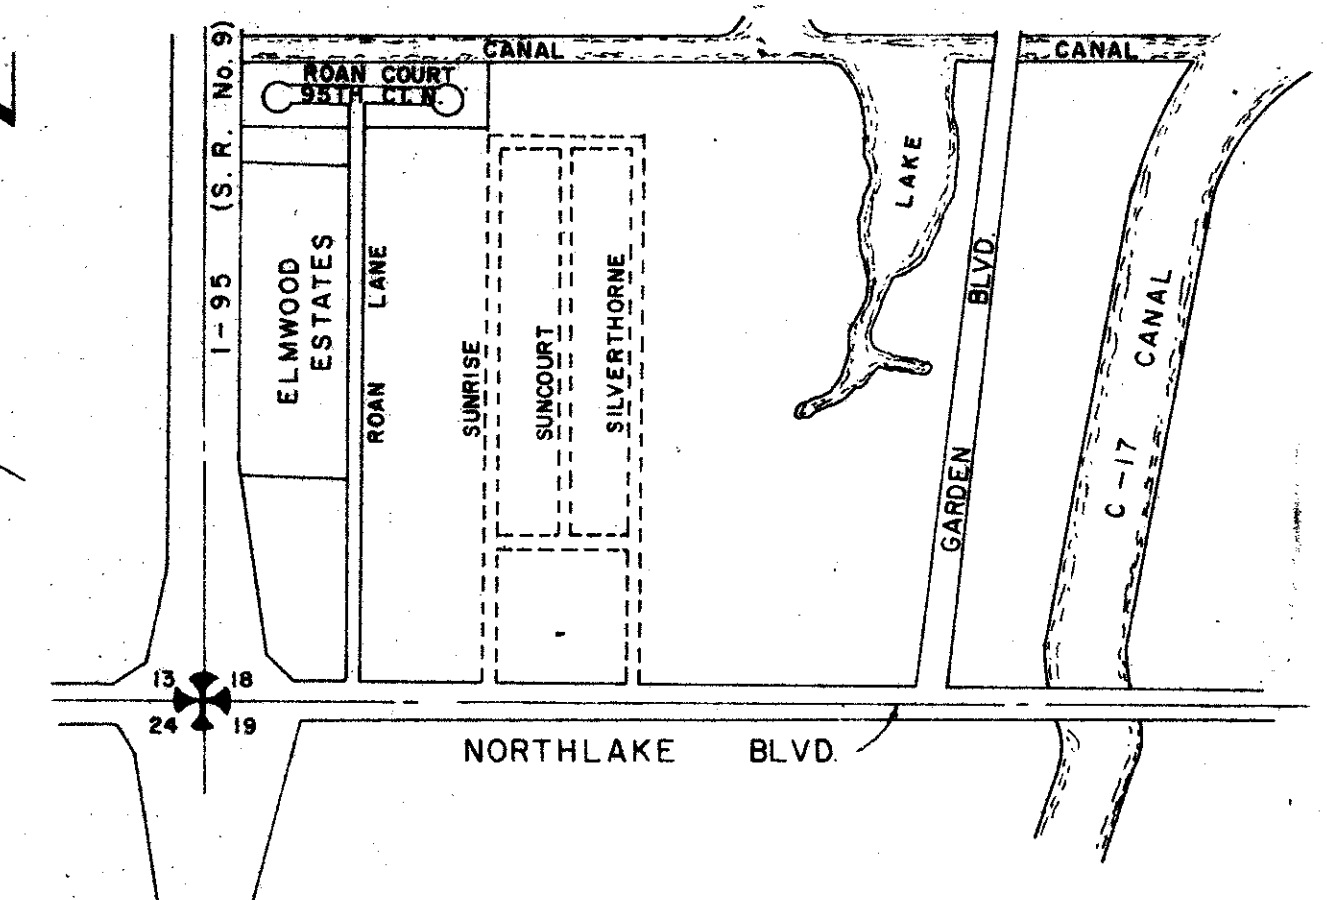 CANAL
CANAL
ROAN COURT
95TH CT. N.
I-95 (S. R. No. 9)
ELMWOOD
ESTATES
ROAN LANE
SUNRISE
SUNCOURT
SILVERTHORNE
LAKE
GARDEN BLVD.
C-17 CANAL
13 18
24 19
NORTHLAKE BLVD.